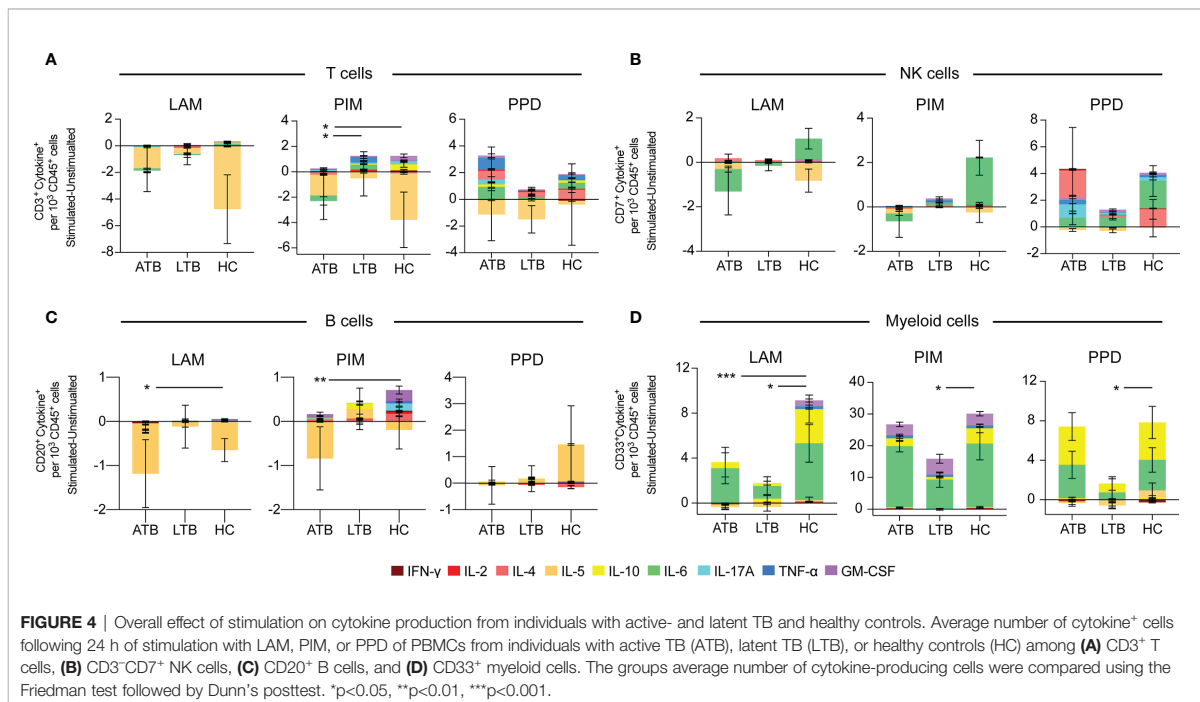 A
T cells
LAM
PIM
PPD
CD3⁺ Cytokine⁺
per 10³ CD45⁺ cells
Stimulated-Unstimualted
2
0
-2
-4
-6
-8
ATB
LTB
HC
4
2
0
-2
-4
-6
*
*
ATB
LTB
HC
6
4
2
0
2
4
ATB
LTB
HC
B
NK cells
LAM
PIM
PPD
CD7⁺ Cytokine⁺
per 10³ CD45⁺ cells
Stimulated-Unstimualted
2
0
-2
-4
ATB
LTB
HC
4
2
0
-2
ATB
LTB
HC
8
6
4
2
0
-2
ATB
LTB
HC
C
B cells
LAM
PIM
PPD
CD20⁺ Cytokine⁺
per 10³ CD45⁺ cells
Stimulated-Unstimualted
1
0
-1
-2
*
ATB
LTB
HC
1
0
-1
-2
**
ATB
LTB
HC
4
3
2
1
0
-1
ATB
LTB
HC
D
Myeloid cells
LAM
PIM
PPD
CD33⁺Cytokine⁺
per 10³ CD45⁺ cells
Stimulated-Unstimualted
12
8
4
0
***
*
ATB
LTB
HC
40
30
20
10
0
*
ATB
LTB
HC
12
8
4
0
*
ATB
LTB
HC
IFN-γ IL-2 IL-4 IL-5 IL-10 IL-6 IL-17A TNF-α GM-CSF
FIGURE 4 | Overall effect of stimulation on cytokine production from individuals with active- and latent TB and healthy controls. Average number of cytokine⁺ cells
following 24 h of stimulation with LAM, PIM, or PPD of PBMCs from individuals with active TB (ATB), latent TB (LTB), or healthy controls (HC) among (A) CD3⁺ T
cells, (B) CD3⁻CD7⁺ NK cells, (C) CD20⁺ B cells, and (D) CD33⁺ myeloid cells. The groups average number of cytokine-producing cells were compared using the
Friedman test followed by Dunn's posttest. *p<0.05, **p<0.01, ***p<0.001.